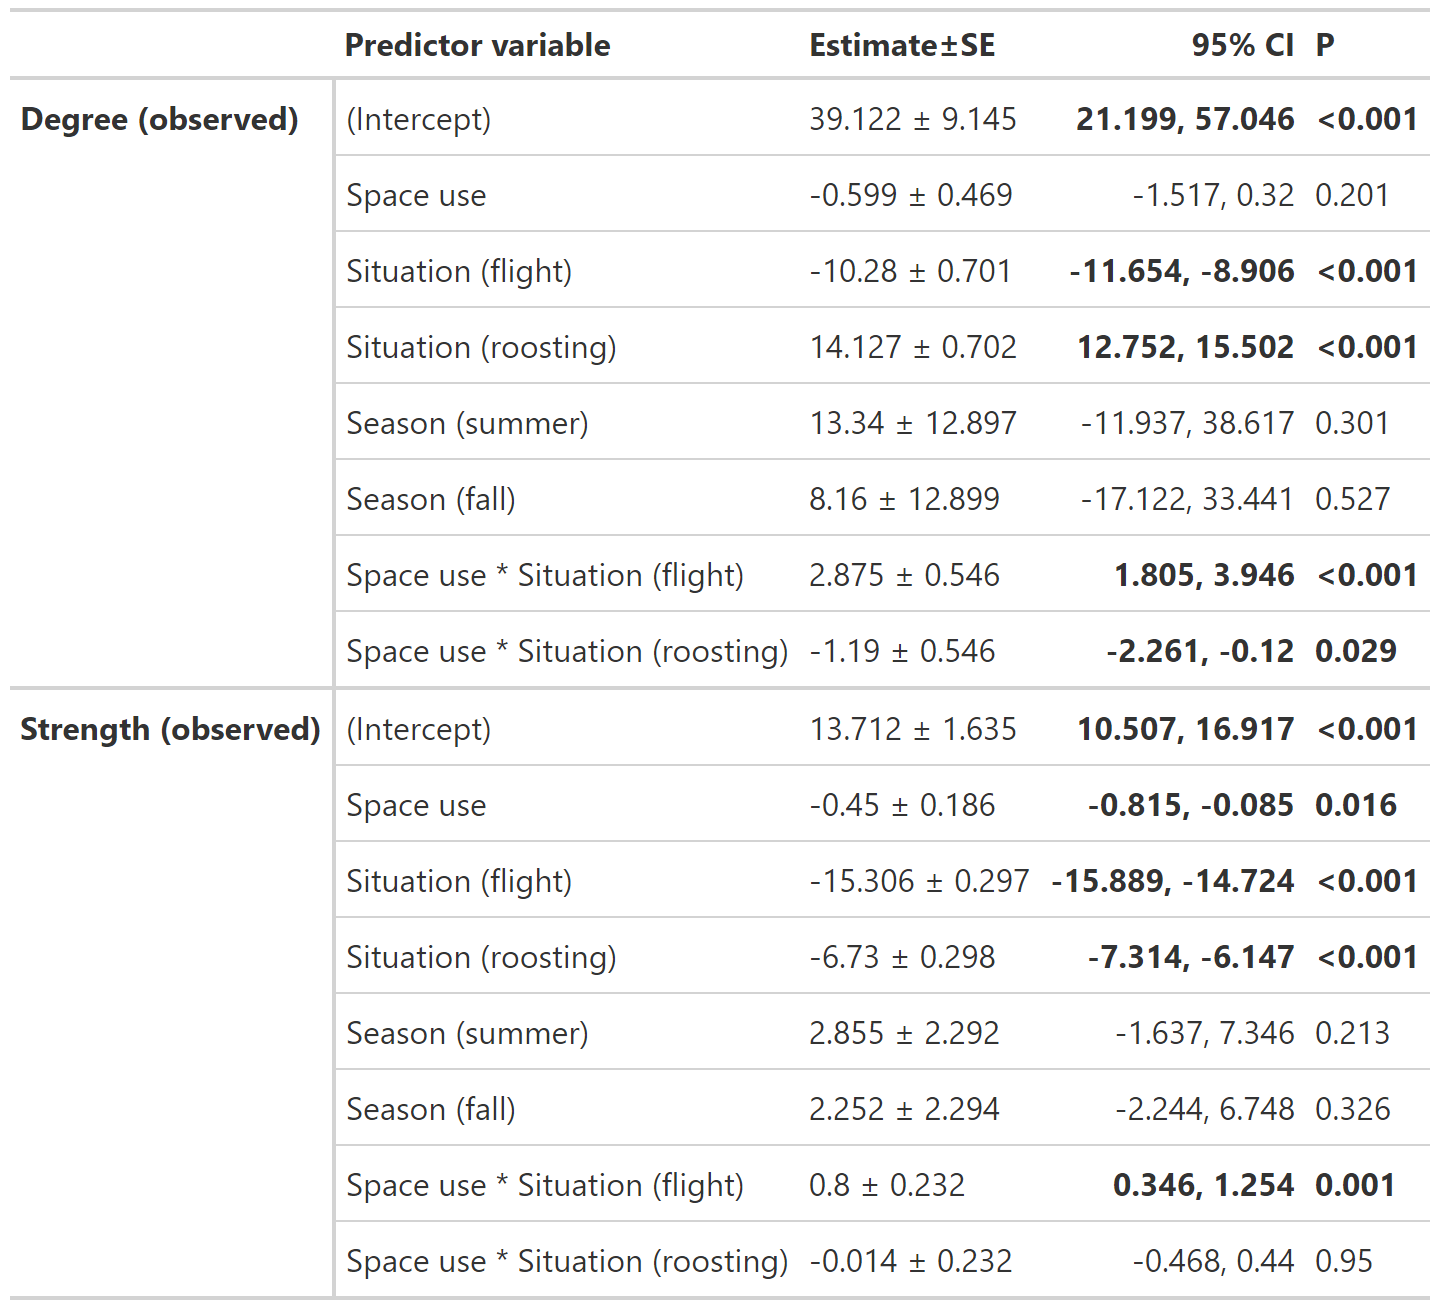 Predictor variable Estimate±SE 95% CI P
Degree (observed) (Intercept) 39.122 ± 9.145 21.199, 57.046 <0.001
Space use -0.599 ± 0.469 -1.517, 0.32 0.201
Situation (flight) -10.28 ± 0.701 -11.654, -8.906 <0.001
Situation (roosting) 14.127 ± 0.702 12.752, 15.502 <0.001
Season (summer) 13.34 ± 12.897 -11.937, 38.617 0.301
Season (fall) 8.16 ± 12.899 -17.122, 33.441 0.527
Space use * Situation (flight) 2.875 ± 0.546 1.805, 3.946 <0.001
Space use * Situation (roosting) -1.19 ± 0.546 -2.261, -0.12 0.029
Strength (observed) (Intercept) 13.712 ± 1.635 10.507, 16.917 <0.001
Space use -0.45 ± 0.186 -0.815, -0.085 0.016
Situation (flight) -15.306 ± 0.297 -15.889, -14.724 <0.001
Situation (roosting) -6.73 ± 0.298 -7.314, -6.147 <0.001
Season (summer) 2.855 ± 2.292 -1.637, 7.346 0.213
Season (fall) 2.252 ± 2.294 -2.244, 6.748 0.326
Space use * Situation (flight) 0.8 ± 0.232 0.346, 1.254 0.001
Space use * Situation (roosting) -0.014 ± 0.232 -0.468, 0.44 0.95